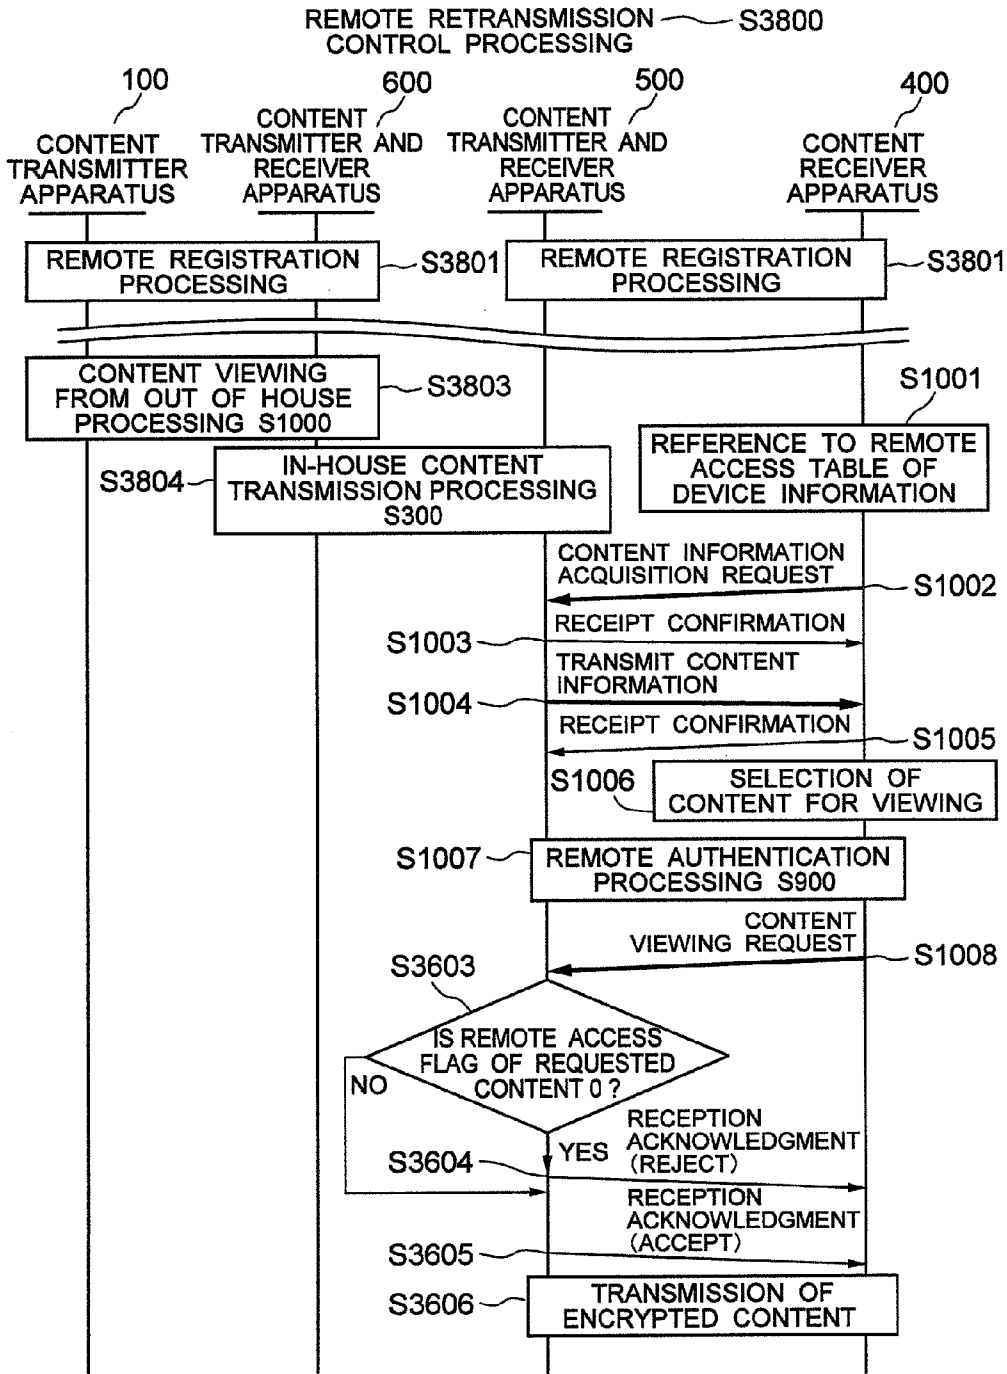 REMOTE RETRANSMISSION
CONTROL PROCESSING
S3800
100
CONTENT
TRANSMITTER
APPARATUS
600
CONTENT
TRANSMITTER AND
RECEIVER
APPARATUS
500
CONTENT
TRANSMITTER AND
RECEIVER
APPARATUS
400
CONTENT
RECEIVER
APPARATUS
REMOTE REGISTRATION
PROCESSING
S3801
REMOTE REGISTRATION
PROCESSING
S3801
CONTENT VIEWING
FROM OUT OF HOUSE
PROCESSING S1000
S3803
S1001
REFERENCE TO REMOTE
ACCESS TABLE OF
DEVICE INFORMATION
S3804
IN-HOUSE CONTENT
TRANSMISSION PROCESSING
S300
CONTENT INFORMATION
ACQUISITION REQUEST
S1002
RECEIPT CONFIRMATION
S1003
TRANSMIT CONTENT
INFORMATION
S1004
RECEIPT CONFIRMATION
S1005
S1006
SELECTION OF
CONTENT FOR VIEWING
S1007
REMOTE AUTHENTICATION
PROCESSING S900
CONTENT
VIEWING REQUEST
S1008
S3603
IS REMOTE ACCESS
FLAG OF REQUESTED
CONTENT 0 ?
NO
YES
RECEPTION
ACKNOWLEDGMENT
(REJECT)
S3604
RECEPTION
ACKNOWLEDGMENT
(ACCEPT)
S3605
S3606
TRANSMISSION OF
ENCRYPTED CONTENT